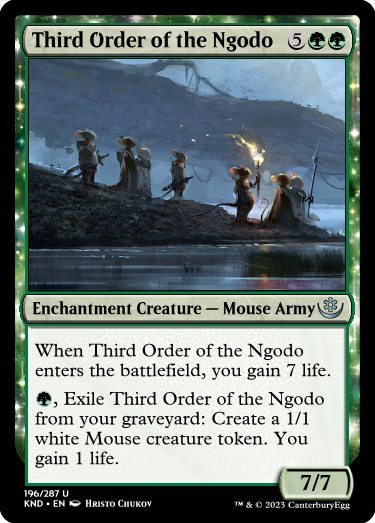 Third Order of the Ngodo 5
Enchantment Creature — Mouse Army
When Third Order of the Ngodo
enters the battlefield, you gain 7 life.
, Exile Third Order of the Ngodo
from your graveyard: Create a 1/1
white Mouse creature token. You
gain 1 life.
7/7
196/287 U
KND • EN Hristo Chukov
™ & © 2023 CanterburyEgg